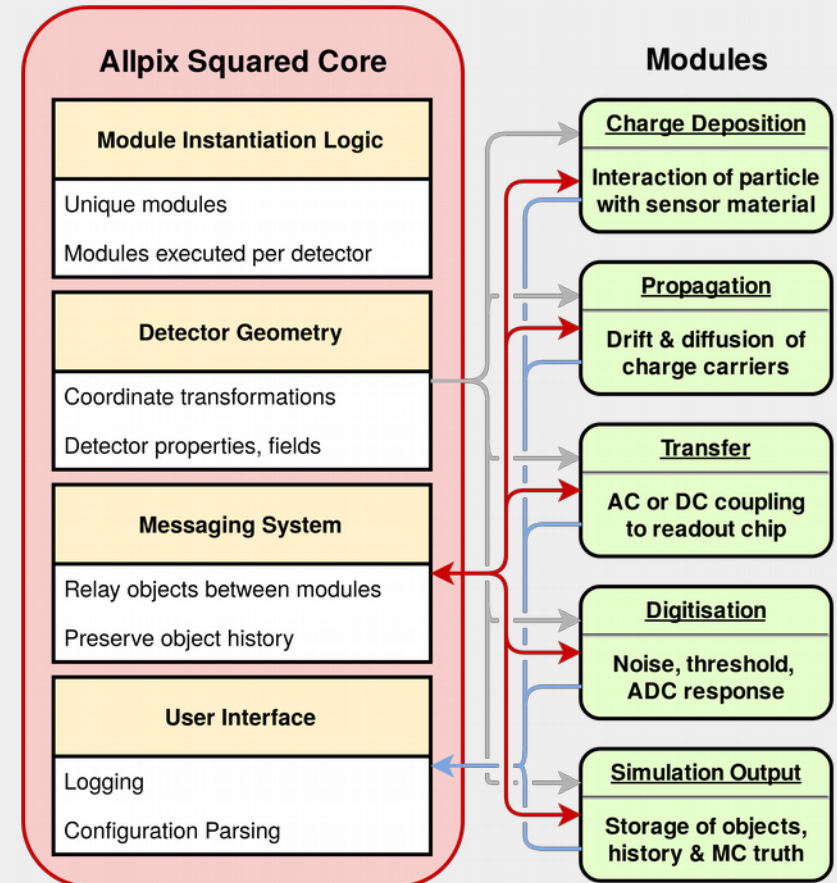 Allpix Squared Core
Module Instantiation Logic
Unique modules
Modules executed per detector
Detector Geometry
Coordinate transformations
Detector properties, fields
Messaging System
Relay objects between modules
Preserve object history
User Interface
Logging
Configuration Parsing
Modules
Charge Deposition
Interaction of particle
with sensor material
Propagation
Drift & diffusion of
charge carriers
Transfer
AC or DC coupling
to readout chip
Digitisation
Noise, threshold,
ADC response
Simulation Output
Storage of objects,
history & MC truth